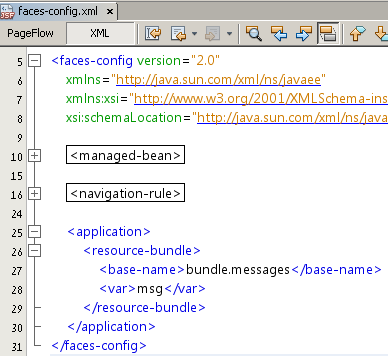 faces-config.xml
PageFlow XML
5 <faces-config version="2.0"
6 xmlns="http://java.sun.com/xml/ns/javaee"
7 xmlns:xsi="http://www.w3.org/2001/XMLSchema-ins
8 xsi:schemaLocation="http://java.sun.com/xml/ns/java
9
10 <managed-bean>
15
16 <navigation-rule>
24
25 <application>
26 <resource-bundle>
27 <base-name>bundle.messages</base-name>
28 <var>msg</var>
29 </resource-bundle>
30 </application>
31 </faces-config>